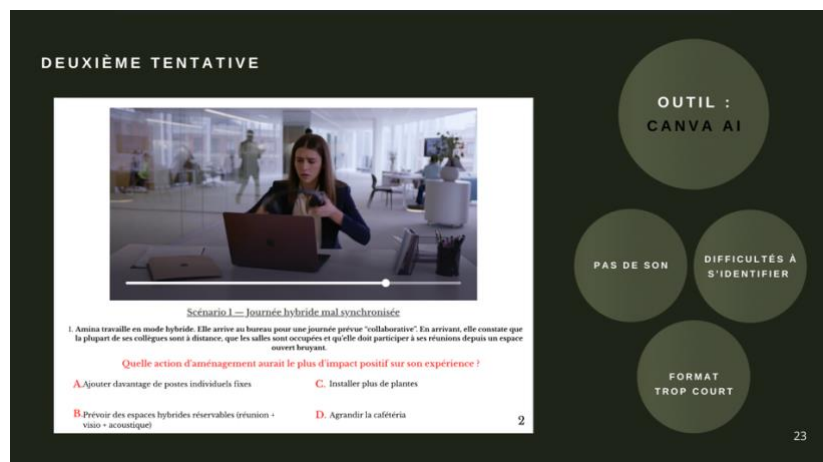 DEUXIÈME TENTATIVE
Scénario 1 — Journée hybride mal synchronisée
1. Amina travaille en mode hybride. Elle arrive au bureau pour une journée prévue "collaborative". En arrivant, elle constate que
la plupart de ses collègues sont à distance, que les salles sont occupées et qu'elle doit participer à ses réunions depuis un espace
ouvert bruyant.
Quelle action d'aménagement aurait le plus d'impact positif sur son expérience ?
A.Ajouter davantage de postes individuels fixes
C. Installer plus de plantes
B.Prévoir des espaces hybrides réservables (réunion +
visio + acoustique)
D. Agrandir la cafétéria
2
OUTIL :
CANVA AI
PAS DE SON
DIFFICULTÉS À
S'IDENTIFIER
FORMAT
TROP COURT
23